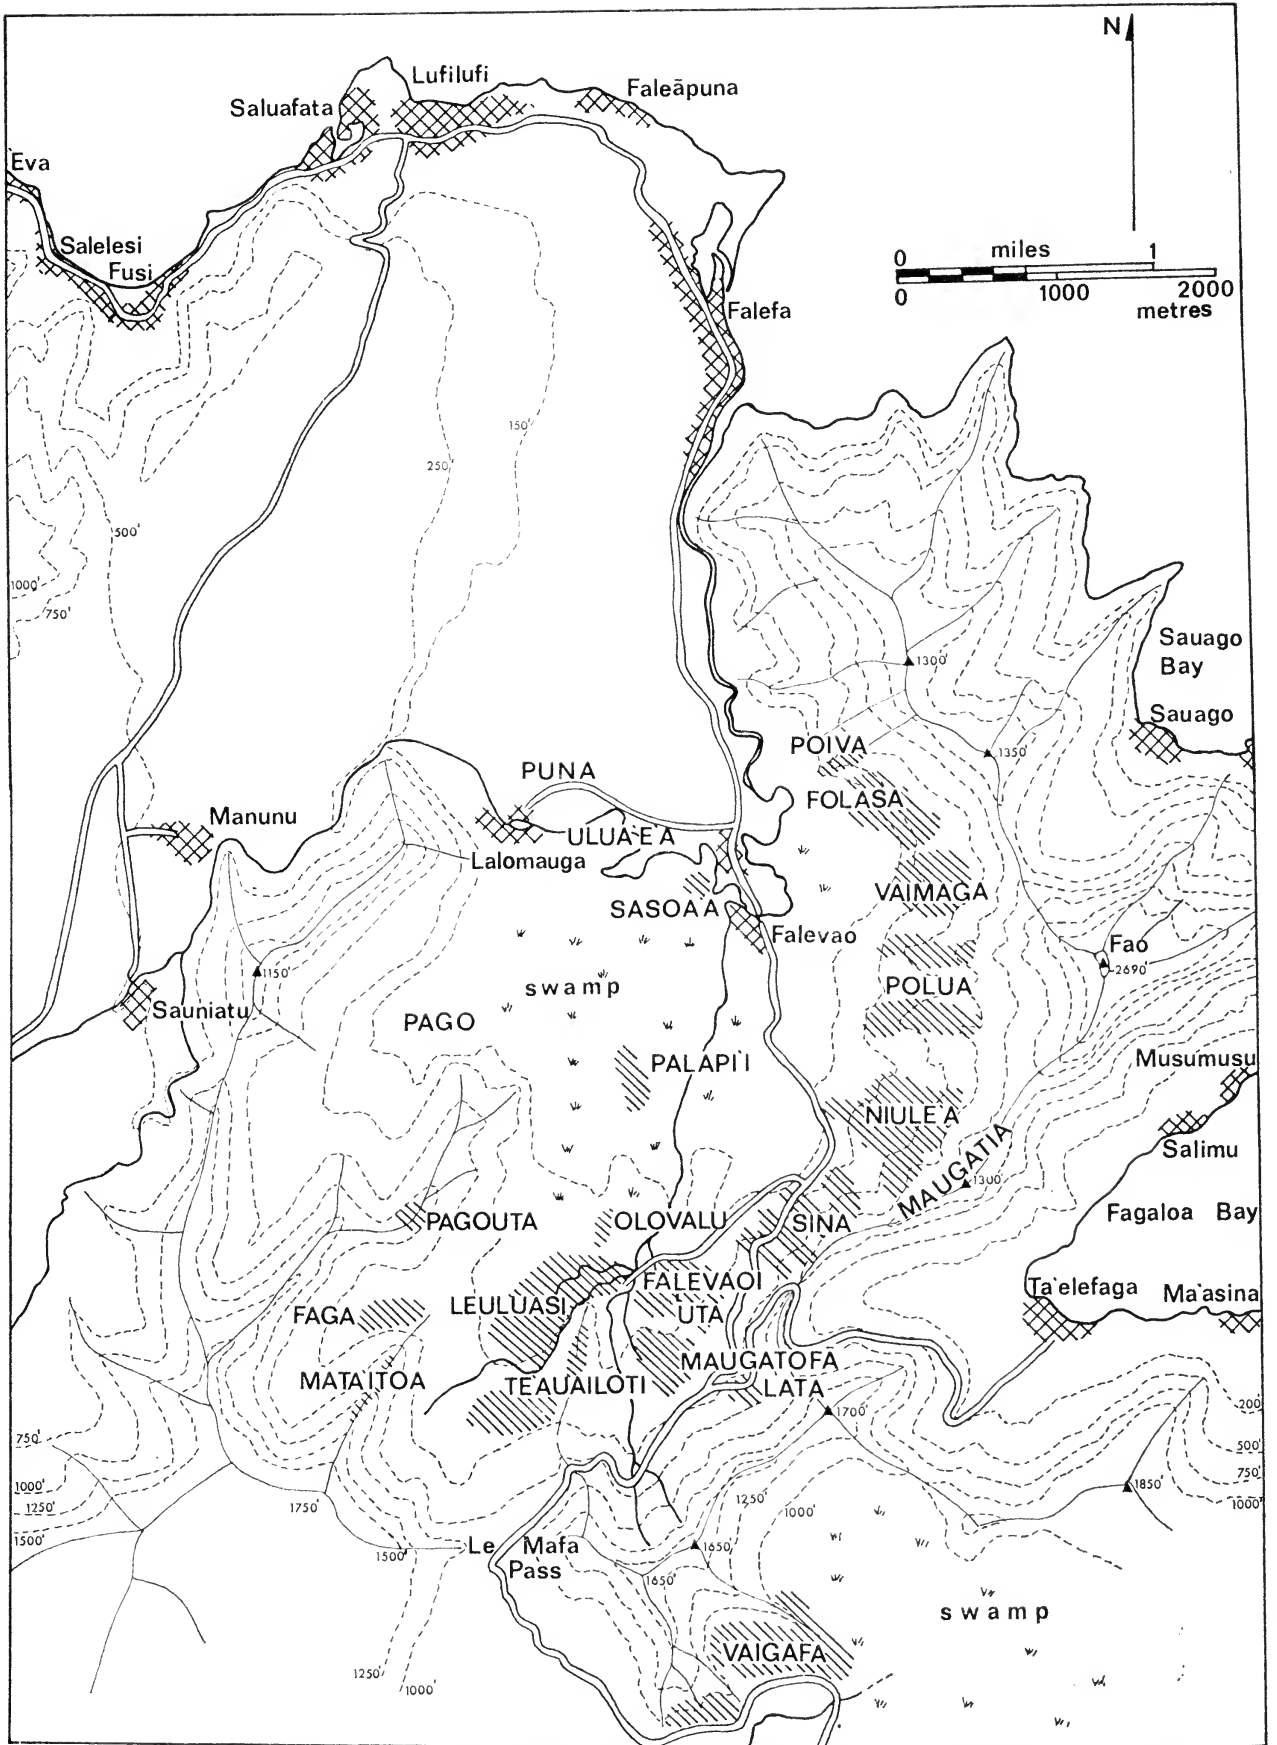 N
Lufilufi
Faleāpuna
Saluafata
Eva
Salelesi
Fusi
0 miles 1
0 1000 2000
metres
Falefa
150'
250'
500'
1000'
750'
Sauago
Bay
1300'
Sauago
POIVA
1350'
PUNA
FOLASA
Manunu
ULUA'E'A
Lalomauga
VAIMAGA
SASOA'A
Falevao
Fao
2690'
1150'
swamp
POLUA
Sauniatu
PAGO
PALAPI'I
Musumusu
NIULE'A
Salimu
MAUGATIA
1300'
PAGOUTA
OLOVALU
SINA
Fagaloa Bay
FALEVAOI
UTA
LEULUASI
FAGA
Ta'elefaga
Ma'asina
MAUGATOFA
MATAITOA
TEAUAILOTI
LATA
1700'
200'
750'
500'
750'
1000'
1000'
1250'
1500'
1850'
1750'
1250'
1000'
1500'
Le Mafa
Pass
1650'
1650'
swamp
VAIGAFA
1250'
1000'